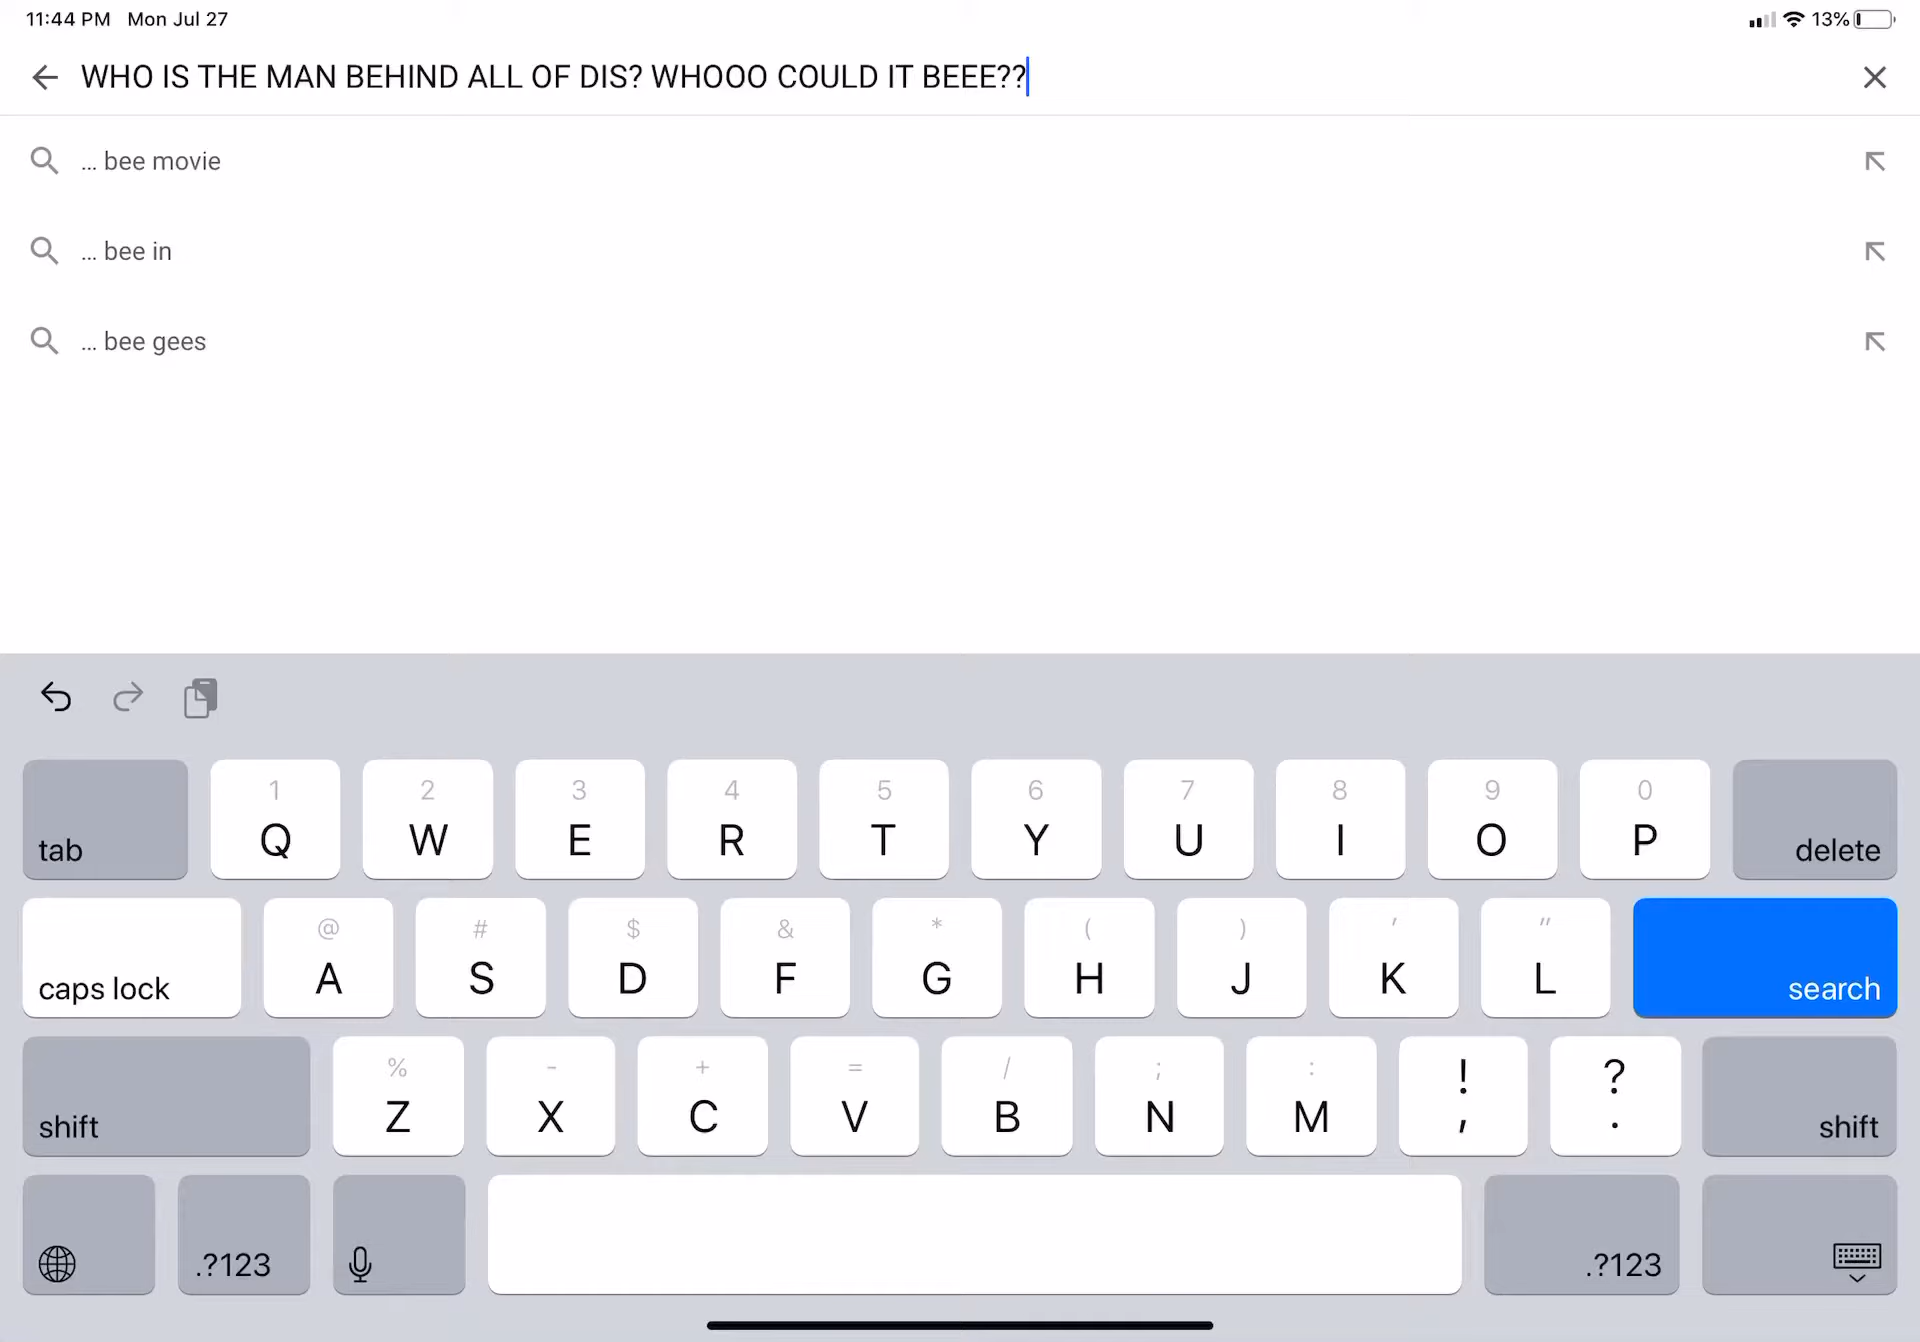 11:44 PM Mon Jul 27 13%
WHO IS THE MAN BEHIND ALL OF DIS? WHOOO COULD IT BEEE??
... bee movie
... bee in
... bee gees
1 2 3 4 5 6 7 8 9 0
tab Q W E R T Y U I O P delete
@ # $ & * ( ) ' "
caps lock A S D F G H J K L search
% - + = / ; : ! ?
shift Z X C V B N M , . shift
.?123 .?123